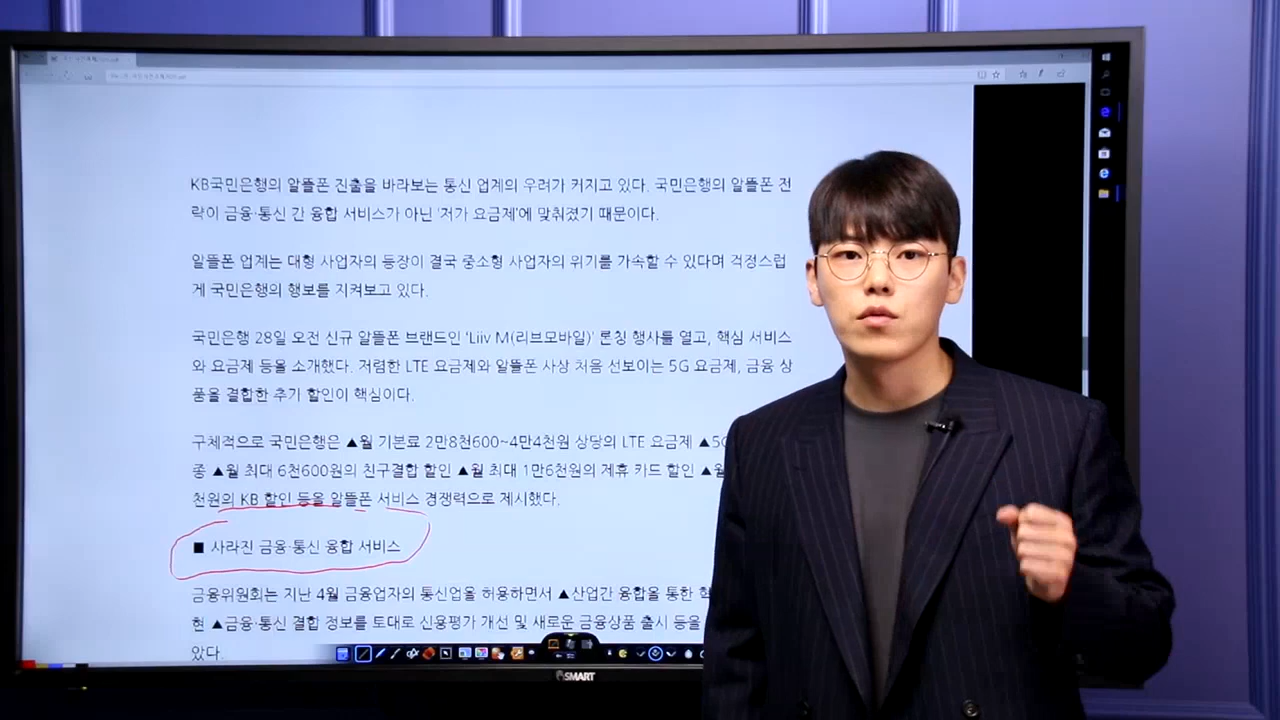 KB국민은행의 알뜰폰 진출을 바라보는 통신 업계의 우려가 커지고 있다. 국민은행의 알뜰폰 전
략이 금융·통신 간 융합 서비스가 아닌 '저가 요금제'에 맞춰졌기 때문이다.
알뜰폰 업계는 대형 사업자의 등장이 결국 중소형 사업자의 위기를 가속할 수 있다며 걱정스럽
게 국민은행의 행보를 지켜보고 있다.
국민은행 28일 오전 신규 알뜰폰 브랜드인 'Liiv M(리브모바일)' 론칭 행사를 열고, 핵심 서비스
와 요금제 등을 소개했다. 저렴한 LTE 요금제와 알뜰폰 사상 처음 선보이는 5G 요금제, 금융 상
품을 결합한 추가 할인이 핵심이다.
구체적으로 국민은행은 ▲월 기본료 2만8천600~4만4천원 상당의 LTE 요금제 ▲5G
종 ▲월 최대 6천600원의 친구결합 할인 ▲월 최대 1만6천원의 제휴 카드 할인 ▲월
천원의 KB 할인 등을 알뜰폰 서비스 경쟁력으로 제시했다.
■ 사라진 금융·통신 융합 서비스
금융위원회는 지난 4월 금융업자의 통신업을 허용하면서 ▲산업간 융합을 통한 혁
현 ▲금융·통신 결합 정보를 토대로 신용평가 개선 및 새로운 금융상품 출시 등을
았다.
SMART